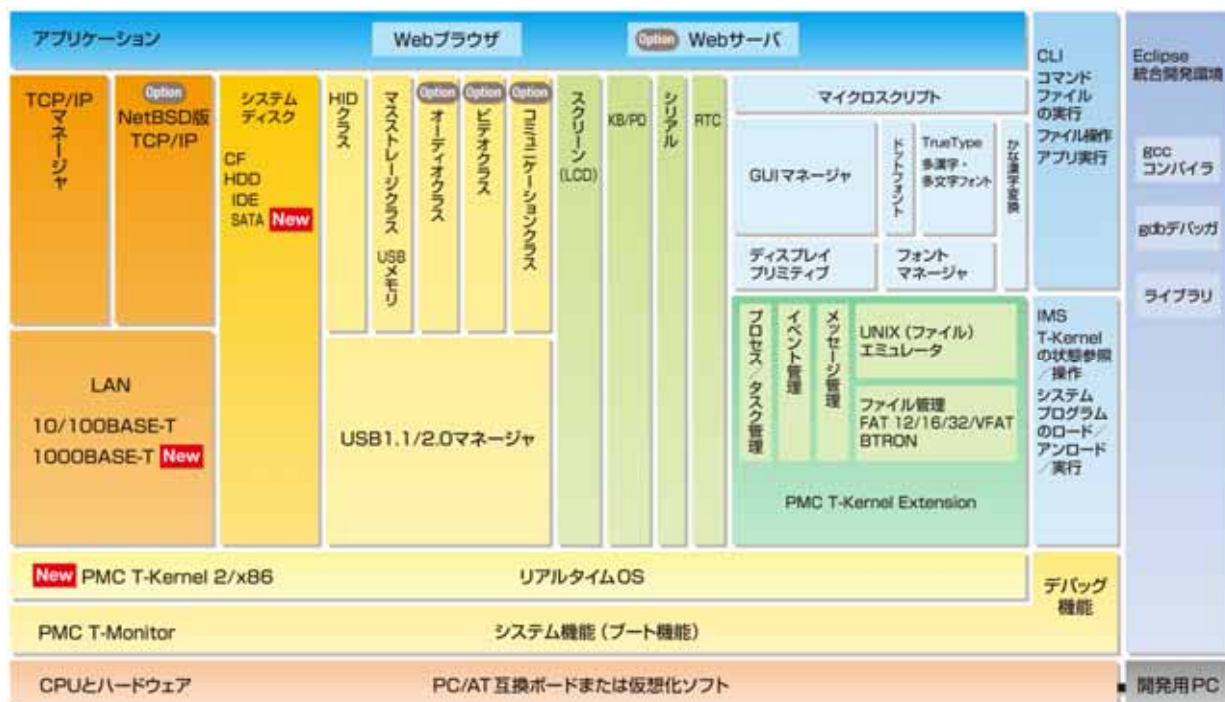 アプリケーション
Webブラウザ
Option Webサーバ
TCP/IP
マネージャ
Option
NetBSD版
TCP/IP
システム
ディスク
CF
HDD
IDE
SATA New
HIDクラス
マスストレージクラス
USBメモリ
Option
オーディオクラス
Option
ビデオクラス
Option
コミュニケーションクラス
スクリーン
(LCD)
KB/PD
シリアル
RTC
マイクロスクリプト
GUIマネージャ
ドットフォント
TrueType
多漢字・
多文字フォント
かな漢字変換
ディスプレイ
プリミティブ
フォント
マネージャ
LAN
10/100BASE-T
1000BASE-T New
USB1.1/2.0マネージャ
プロセス/タスク管理
イベント管理
メッセージ管理
UNIX(ファイル)
エミュレータ
ファイル管理
FAT 12/16/32/VFAT
BTRON
PMC T-Kernel Extension
CLI
コマンド
ファイル
の実行
ファイル操作
アプリ実行
IMS
T-Kernel
の状態参照
/操作
システム
プログラム
のロード/
アンロード
/実行
Eclipse
統合開発環境
gcc
コンパイラ
gdbデバッガ
ライブラリ
New PMC T-Kernel 2/x86
リアルタイムOS
デバッグ
機能
PMC T-Monitor
システム機能(ブート機能)
CPUとハードウェア
PC/AT互換ボードまたは仮想化ソフト
開発用PC